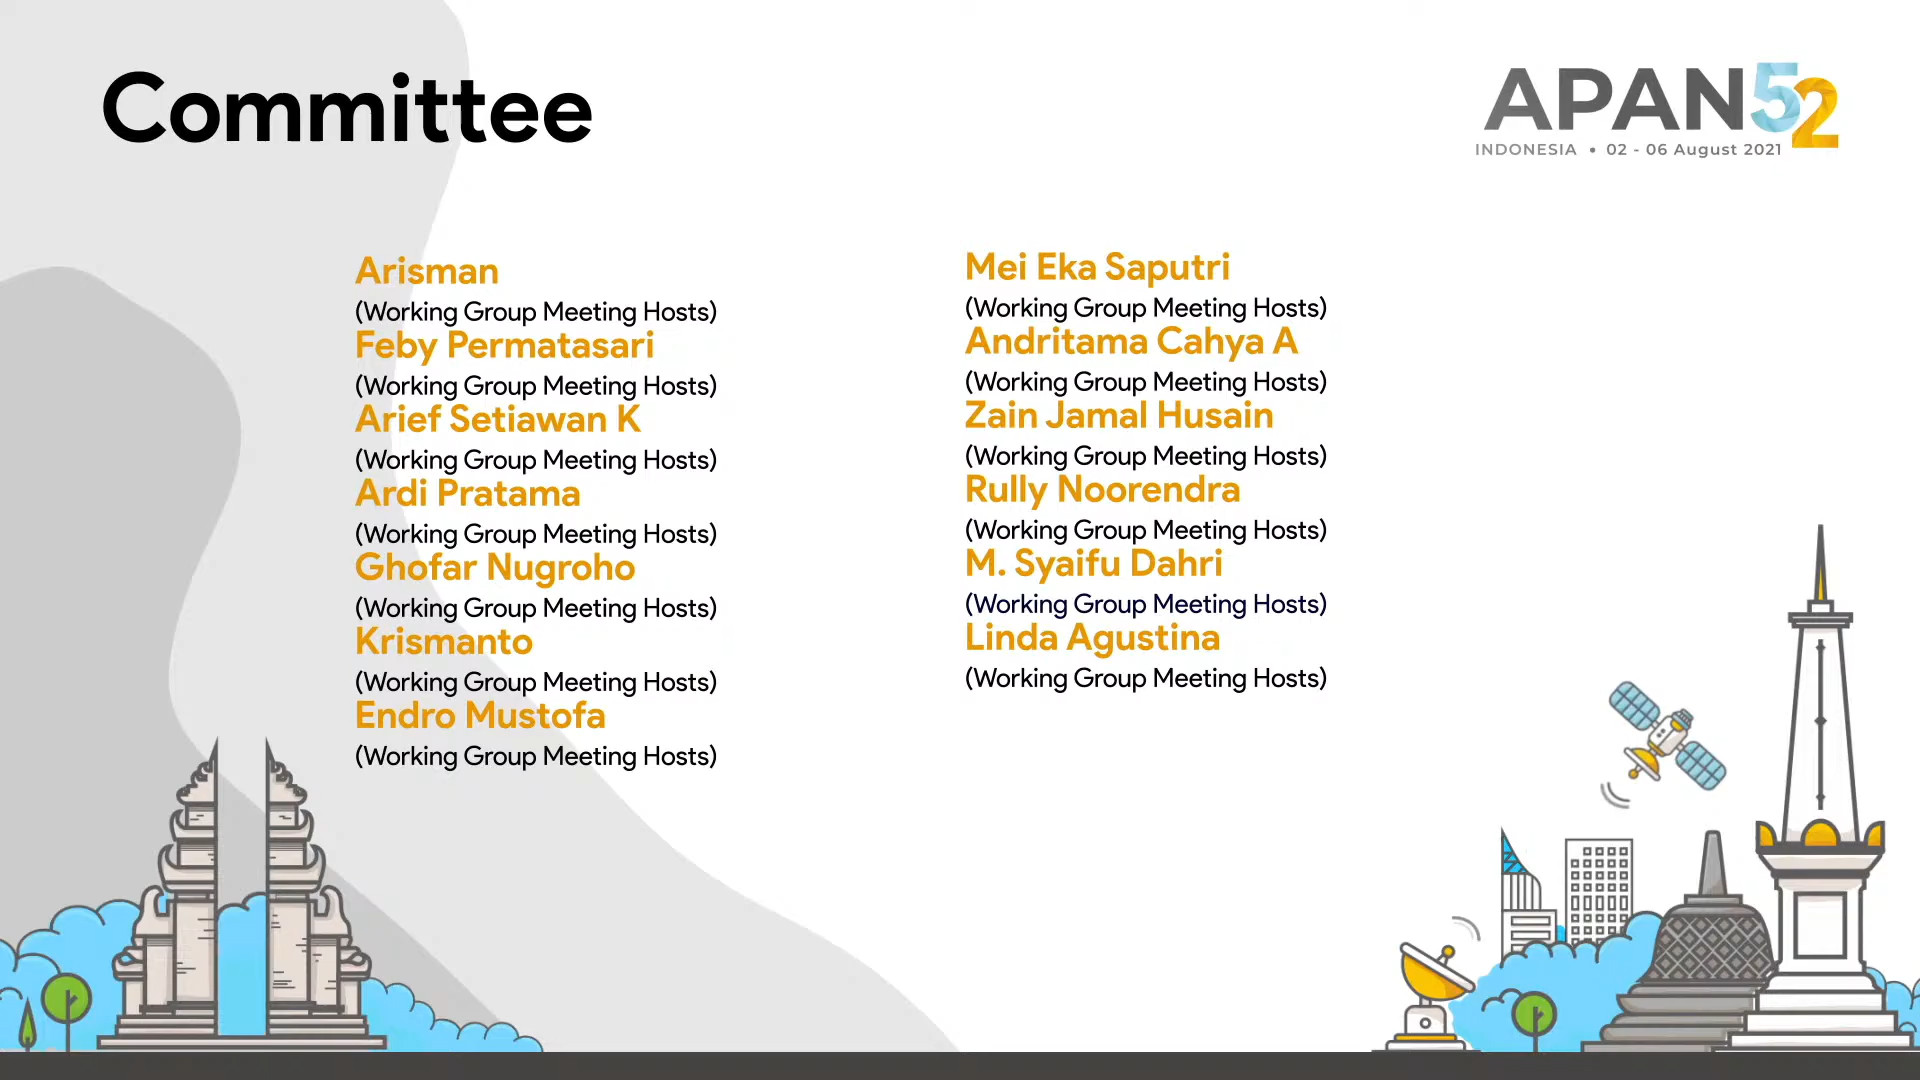 Committee
APAN52
INDONESIA • 02 - 06 August 2021
Arisman
(Working Group Meeting Hosts)
Feby Permatasari
(Working Group Meeting Hosts)
Arief Setiawan K
(Working Group Meeting Hosts)
Ardi Pratama
(Working Group Meeting Hosts)
Ghofar Nugroho
(Working Group Meeting Hosts)
Krismanto
(Working Group Meeting Hosts)
Endro Mustofa
(Working Group Meeting Hosts)
Mei Eka Saputri
(Working Group Meeting Hosts)
Andritama Cahya A
(Working Group Meeting Hosts)
Zain Jamal Husain
(Working Group Meeting Hosts)
Rully Noorendra
(Working Group Meeting Hosts)
M. Syaifu Dahri
(Working Group Meeting Hosts)
Linda Agustina
(Working Group Meeting Hosts)